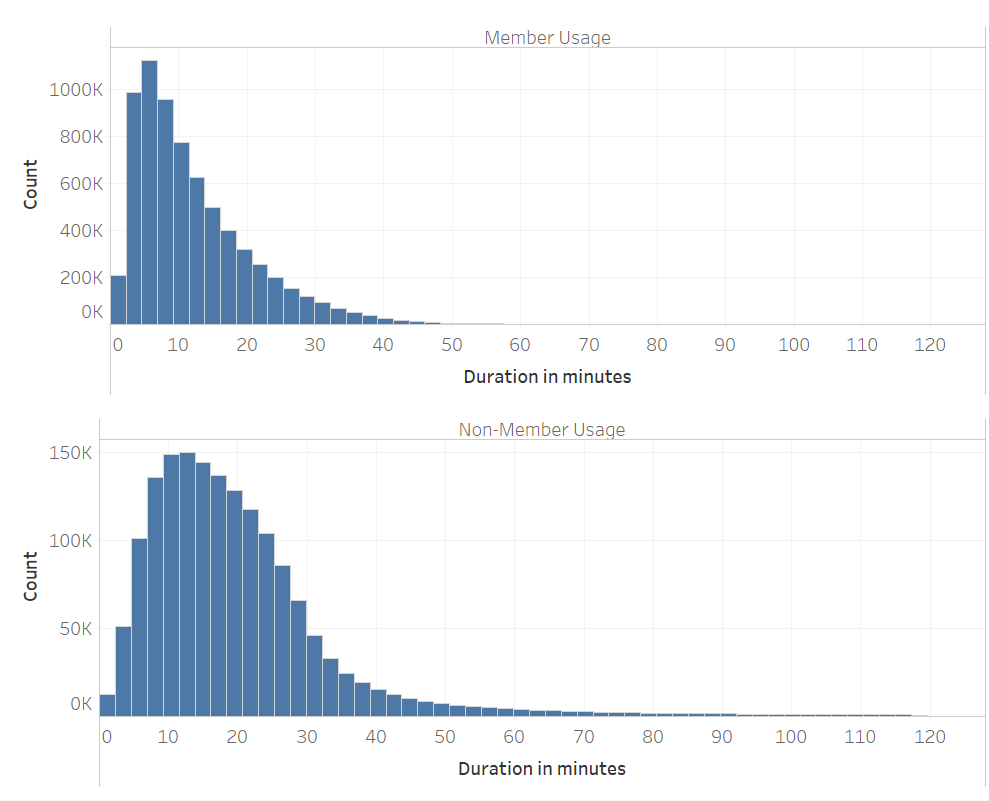 Member Usage
1000K
800K
600K
400K
200K
0K
Count
0 10 20 30 40 50 60 70 80 90 100 110 120
Duration in minutes
Non-Member Usage
150K
100K
50K
0K
Count
0 10 20 30 40 50 60 70 80 90 100 110 120
Duration in minutes